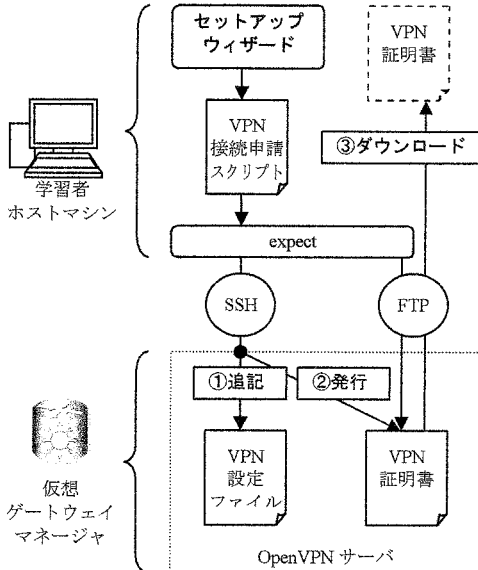 セットアップ
ウィザード
VPN
証明書
VPN
接続申請
スクリプト
③ダウンロード
学習者
ホストマシン
expect
SSH
FTP
①追記
②発行
VPN
設定
ファイル
VPN
証明書
仮想
ゲートウェイ
マネージャ
OpenVPN サーバ